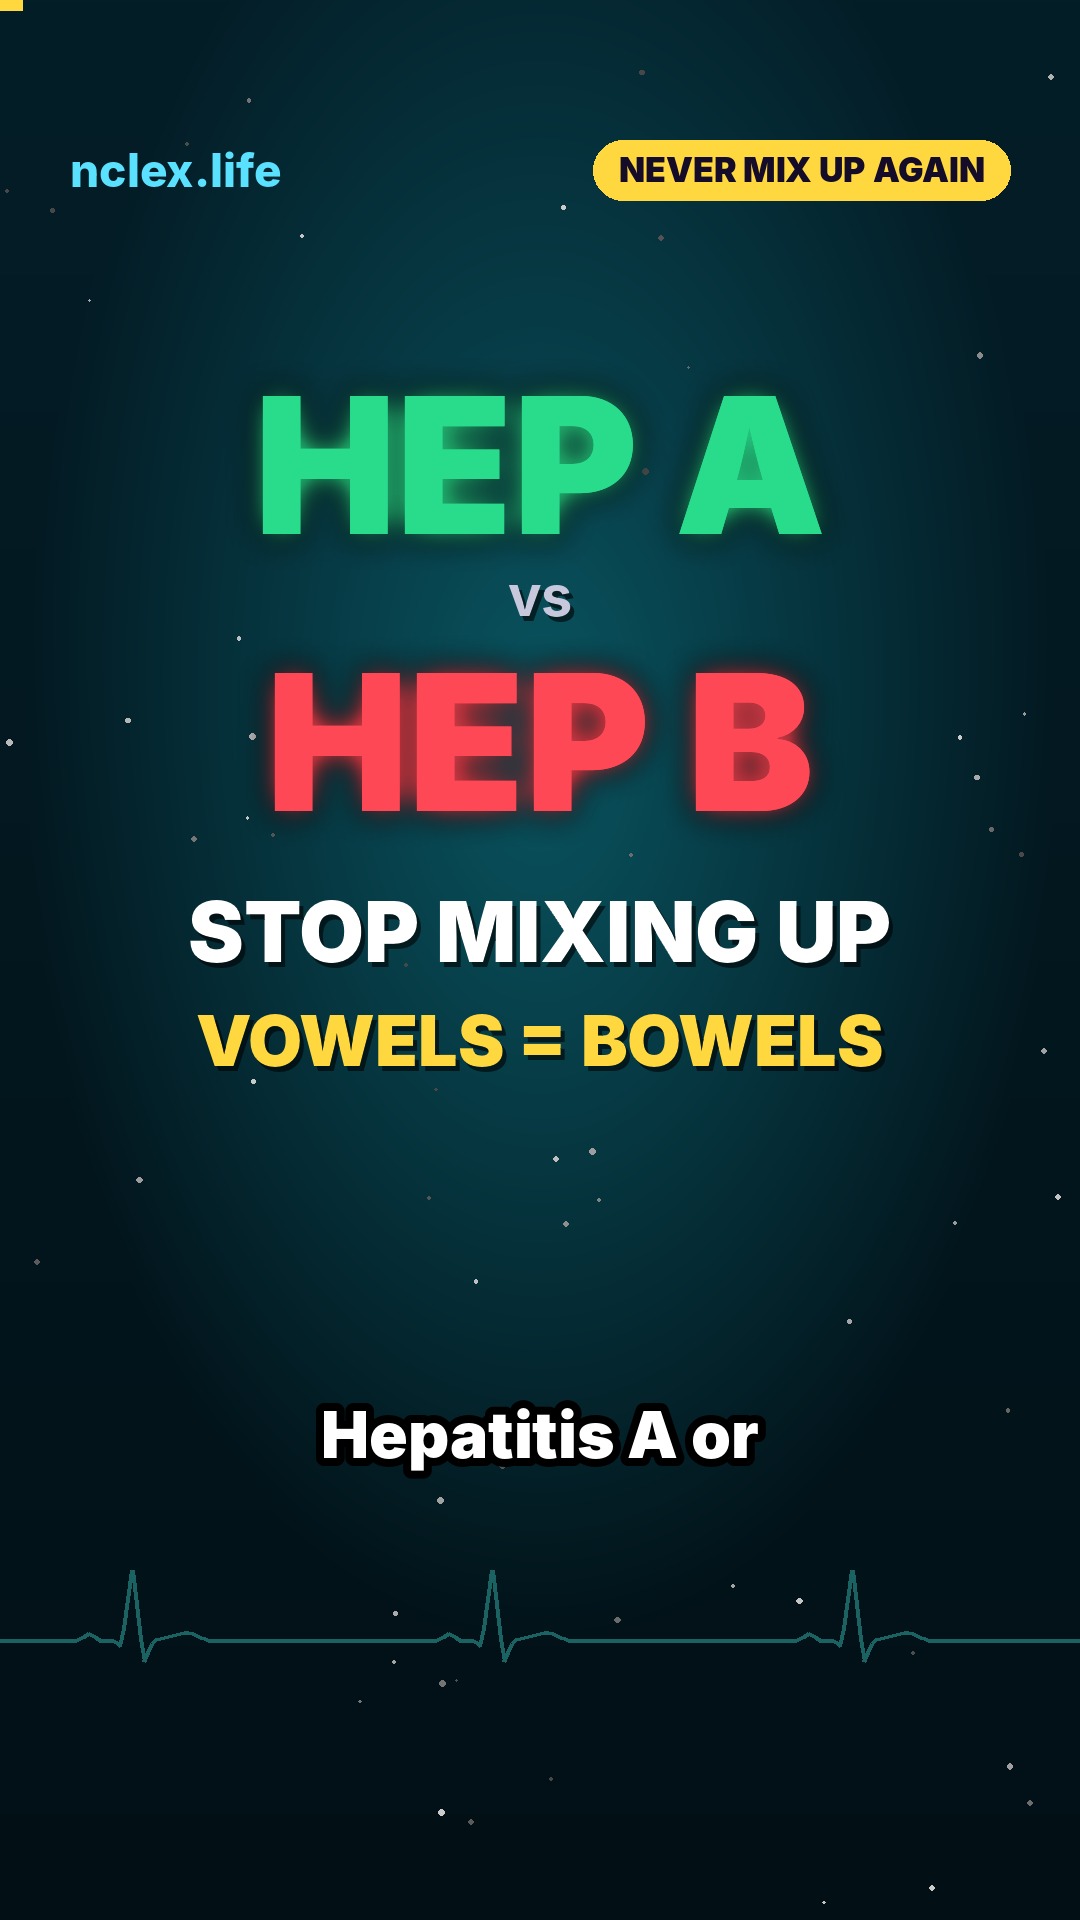 nclex.life
NEVER MIX UP AGAIN
HEP A
vs
HEP B
STOP MIXING UP
VOWELS = BOWELS
Hepatitis A or